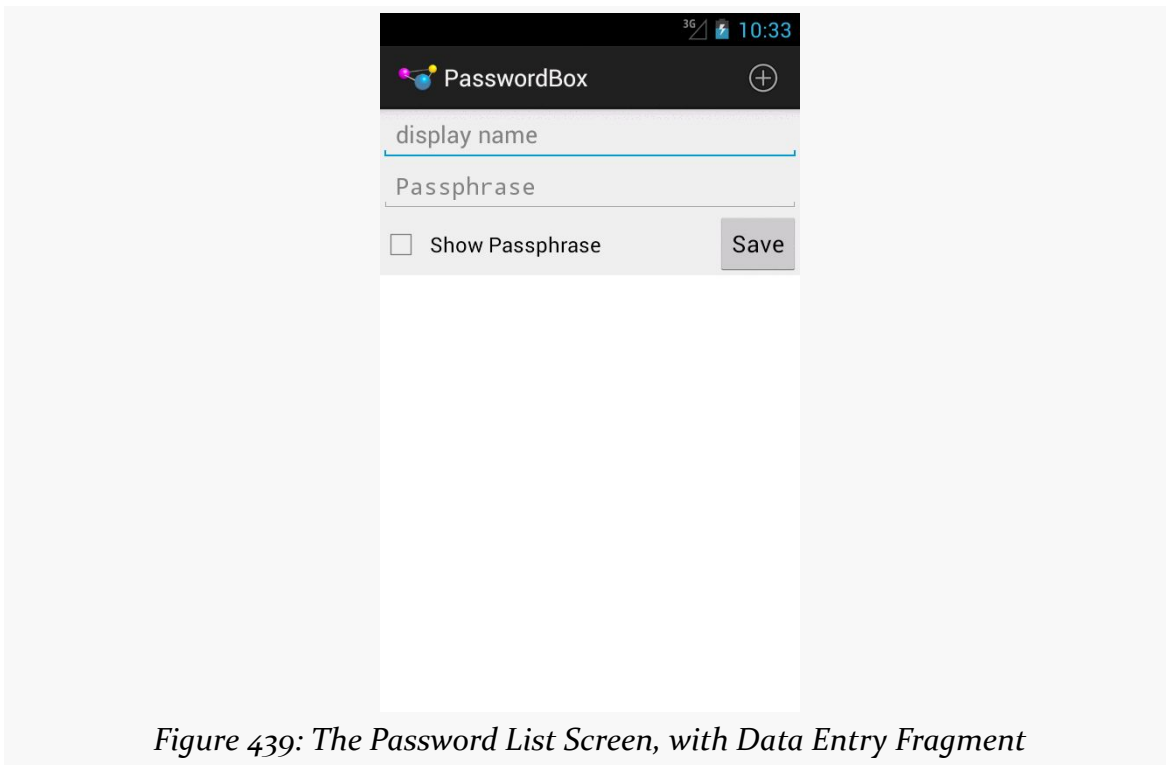 3G 10:33
PasswordBox
display name
Passphrase
Show Passphrase Save
Figure 439: The Password List Screen, with Data Entry Fragment